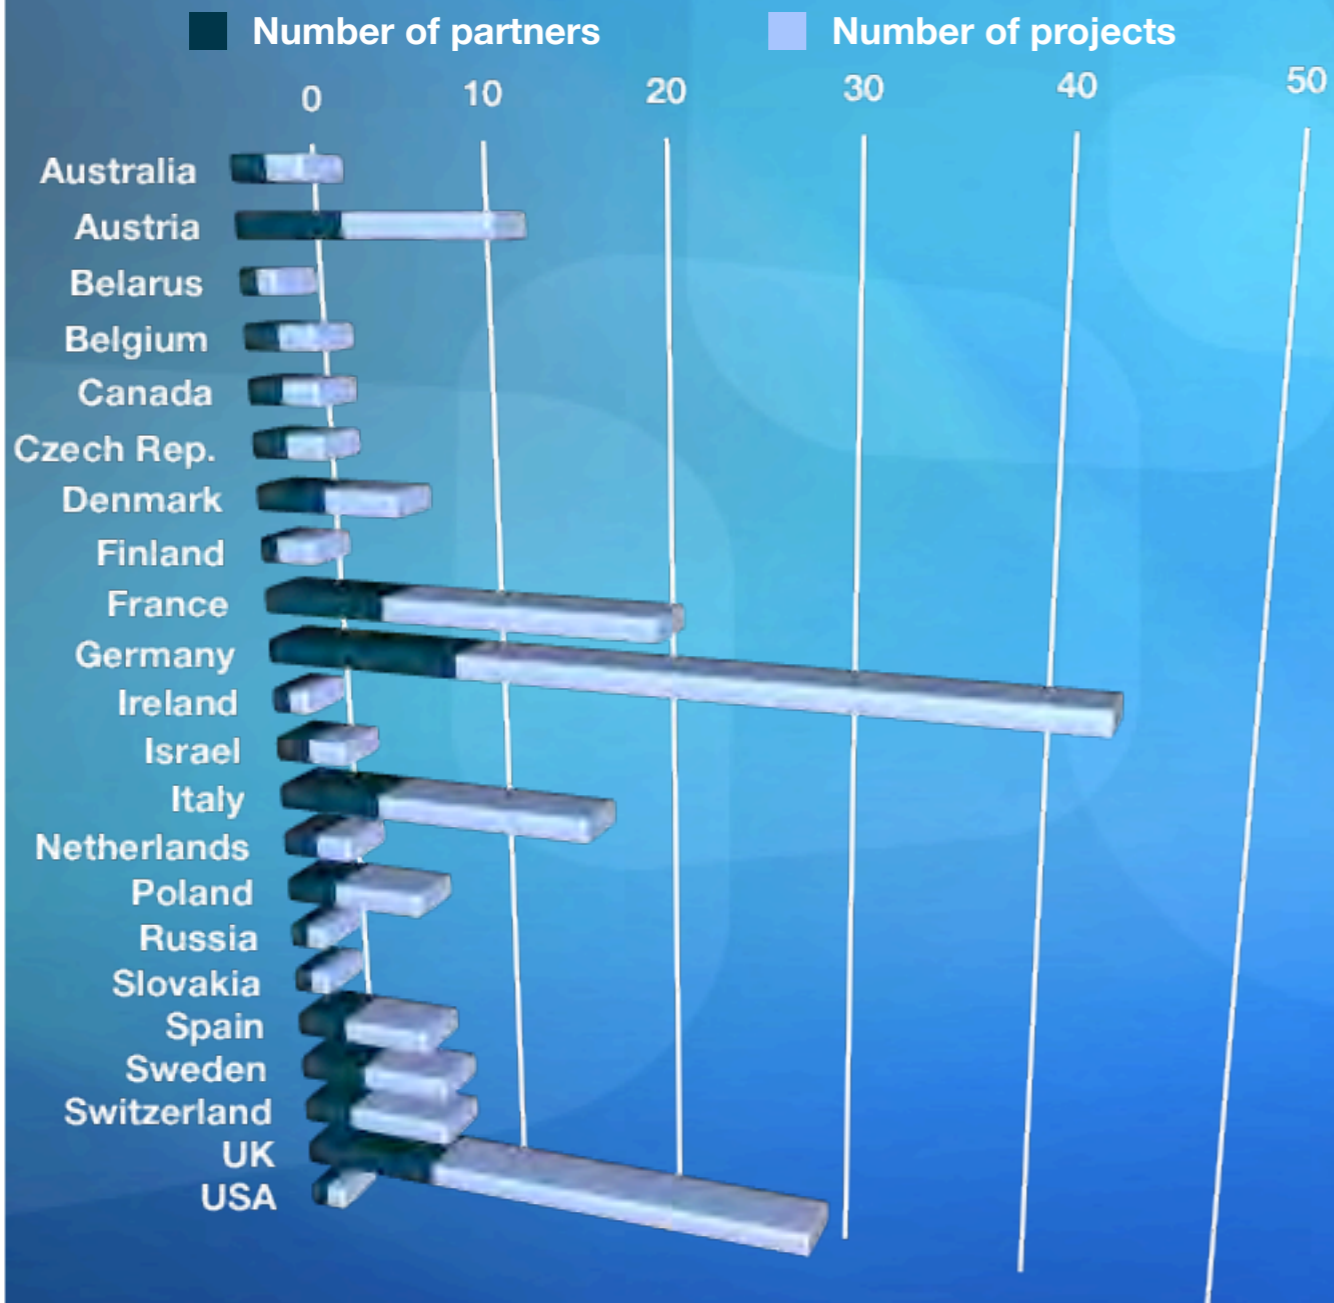 Number of partners Number of projects
0 10 20 30 40 50
Australia
Austria
Belarus
Belgium
Canada
Czech Rep.
Denmark
Finland
France
Germany
Ireland
Israel
Italy
Netherlands
Poland
Russia
Slovakia
Spain
Sweden
Switzerland
UK
USA